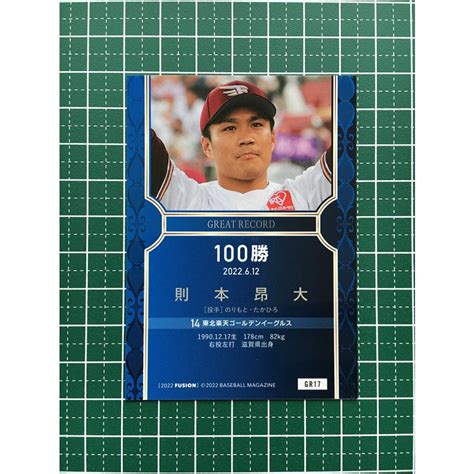 GREAT RECORD
100勝
2022.6.12
則本昂大
[投手] のりもと・たかひろ
14 東北楽天ゴールデンイーグルス
1990.12.17生 178cm 82kg
右投左打 滋賀県出身
[2022 FUSION] ©2022 BASEBALL MAGAZINE
GR17